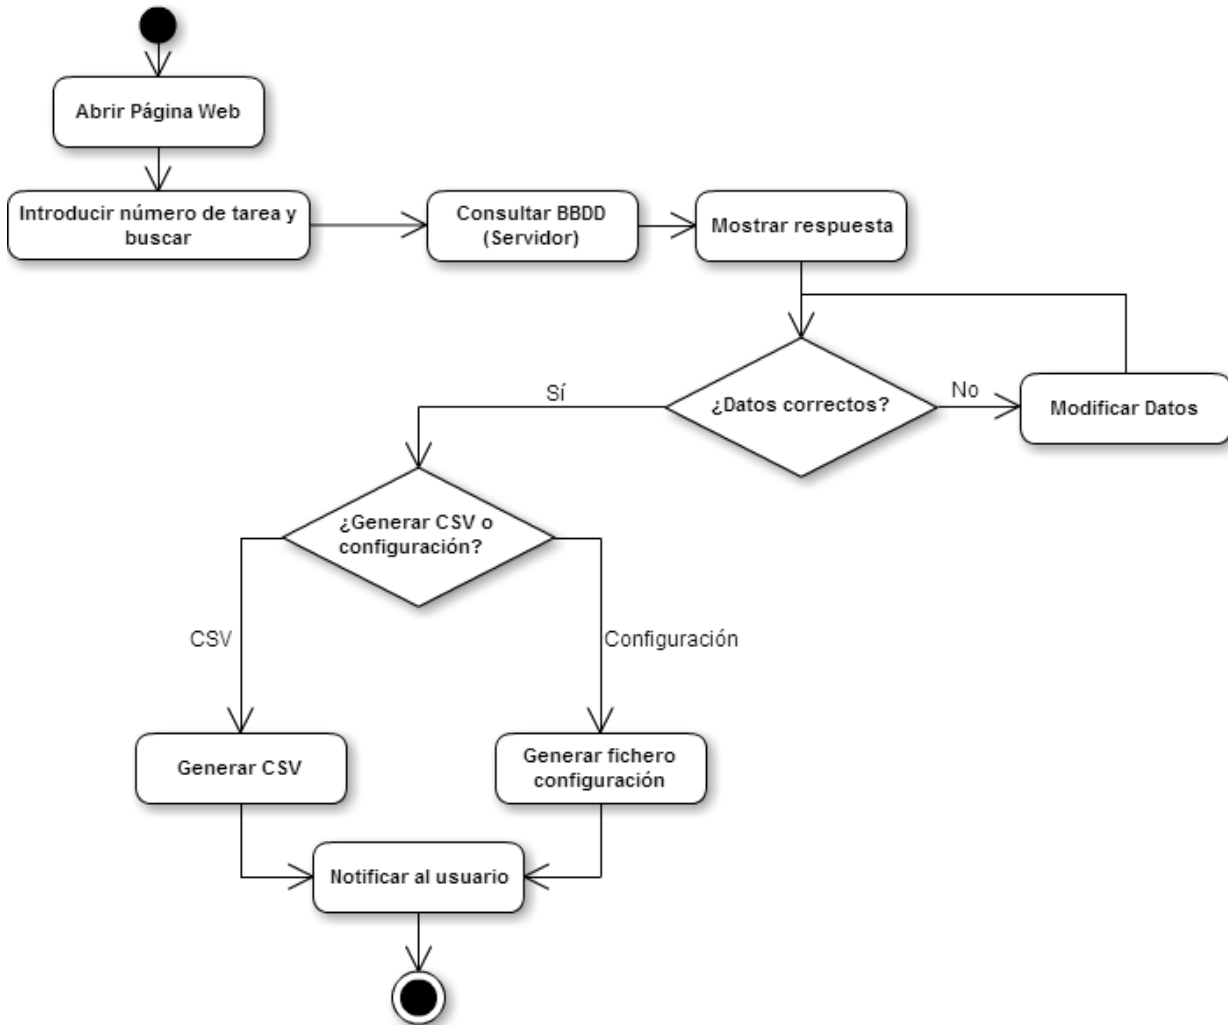 Abrir Página Web
Introducir número de tarea y
buscar
Consultar BBDD
(Servidor)
Mostrar respuesta
¿Datos correctos?
Sí
No
Modificar Datos
¿Generar CSV o
configuración?
CSV
Configuración
Generar CSV
Generar fichero
configuración
Notificar al usuario